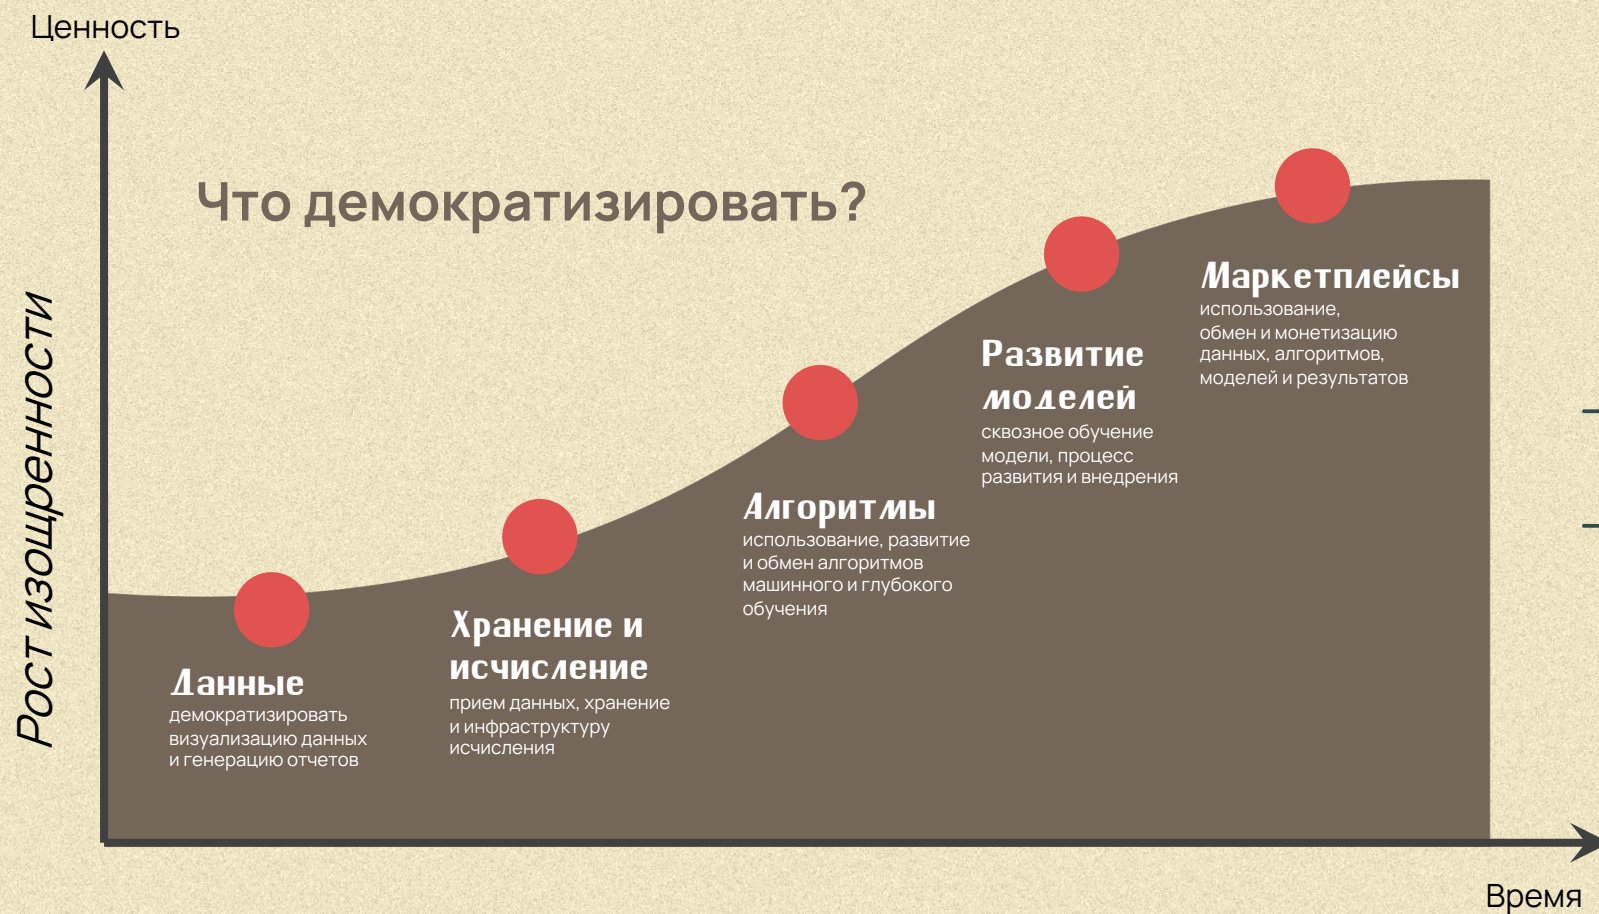 Ценность
Что демократизировать?
Рост изощренности
Данные
демократизировать
визуализацию данных
и генерацию отчетов
Хранение и
исчисление
прием данных, хранение
и инфраструктуру
исчисления
Алгоритмы
использование, развитие
и обмен алгоритмов
машинного и глубокого
обучения
Развитие
моделей
сквозное обучение
модели, процесс
развития и внедрения
Маркетплейсы
использование,
обмен и монетизацию
данных, алгоритмов,
моделей и результатов
Время